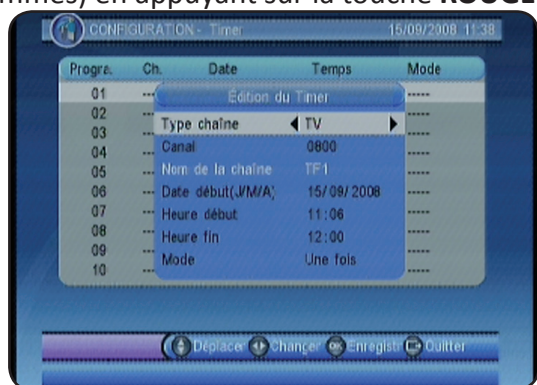 mmes) en appuyant sur la touche ROUGE
CONFIGURATION - Timer 15/09/2008 11:38
Progra. Ch. Date Temps Mode
01 --- -----
Édition du Timer
02 --- -----
Type chaîne TV
03 --- -----
Canal 0800
04 --- -----
Nom de la chaîne TF1
05 --- -----
Date début(J/M/A) 15/09/2008
06 --- -----
Heure début 11:06
07 --- -----
Heure fin 12:00
08 --- -----
Mode Une fois
09 --- -----
10 --- -----
Déplacer Changer OK Enregist Quitter